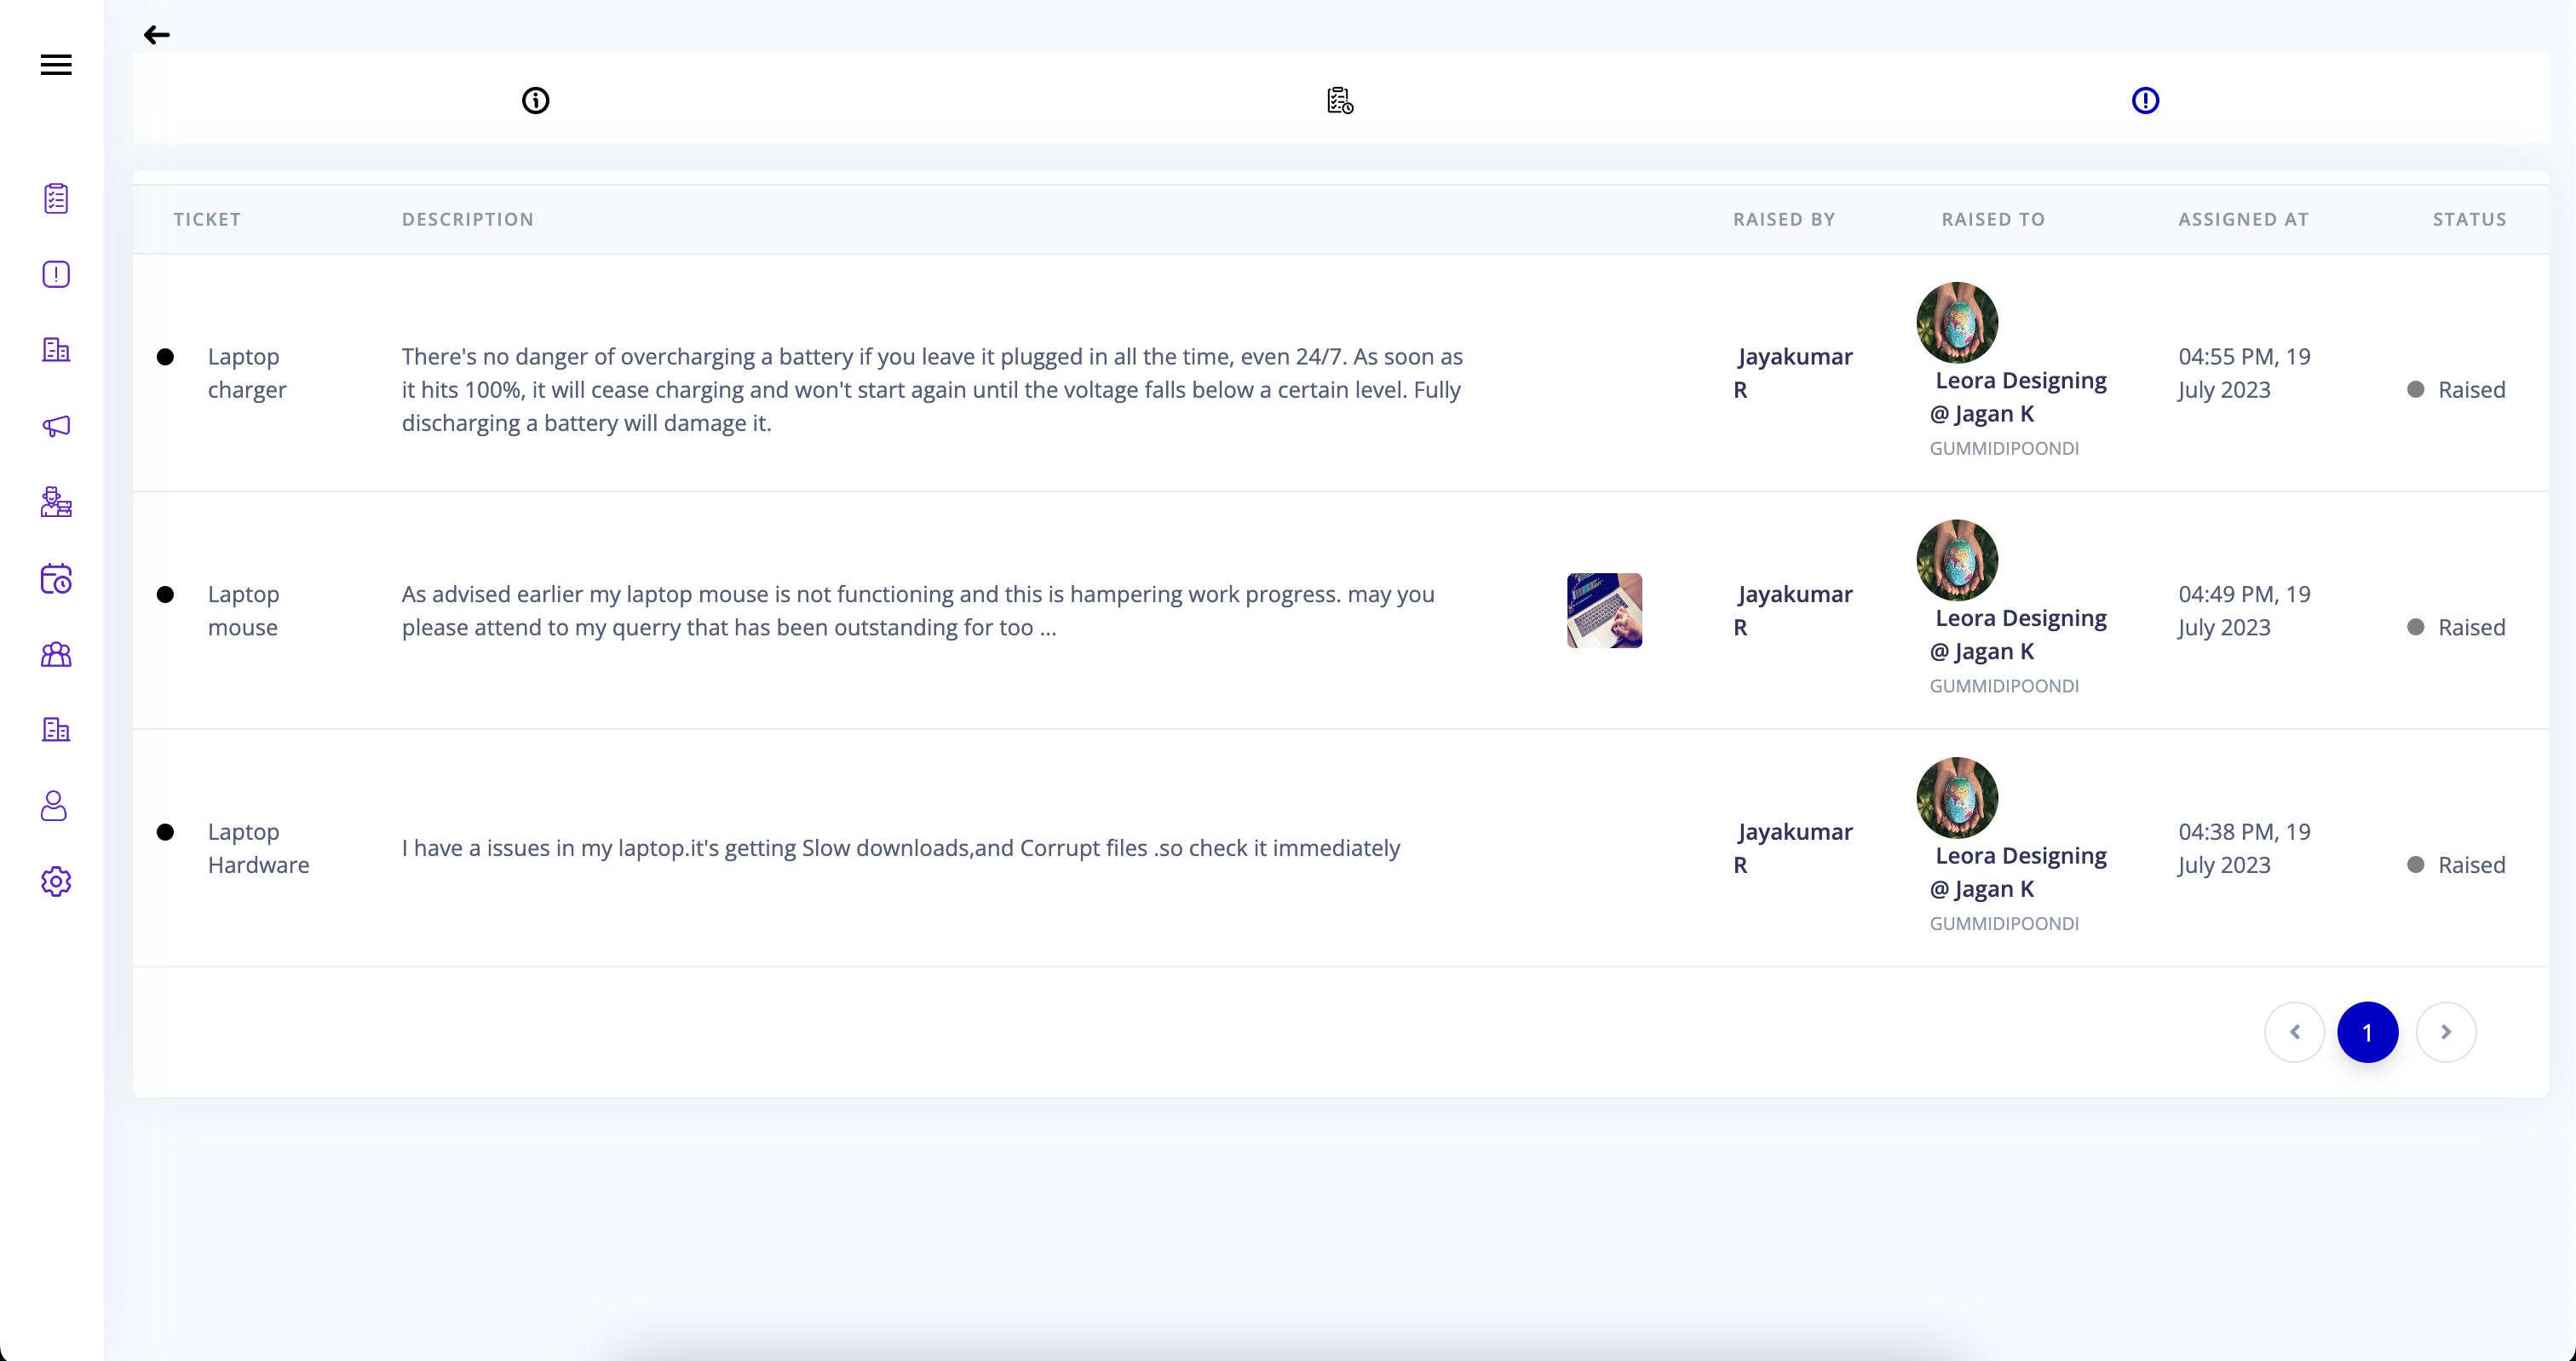 TICKET DESCRIPTION RAISED BY RAISED TO ASSIGNED AT STATUS
Laptop
charger
There's no danger of overcharging a battery if you leave it plugged in all the time, even 24/7. As soon as
it hits 100%, it will cease charging and won't start again until the voltage falls below a certain level. Fully
discharging a battery will damage it.
Jayakumar
R
Leora Designing
@ Jagan K
GUMMIDIPOONDI
04:55 PM, 19
July 2023
Raised
Laptop
mouse
As advised earlier my laptop mouse is not functioning and this is hampering work progress. may you
please attend to my querry that has been outstanding for too ...
Jayakumar
R
Leora Designing
@ Jagan K
GUMMIDIPOONDI
04:49 PM, 19
July 2023
Raised
Laptop
Hardware
I have a issues in my laptop.it's getting Slow downloads,and Corrupt files .so check it immediately
Jayakumar
R
Leora Designing
@ Jagan K
GUMMIDIPOONDI
04:38 PM, 19
July 2023
Raised
1